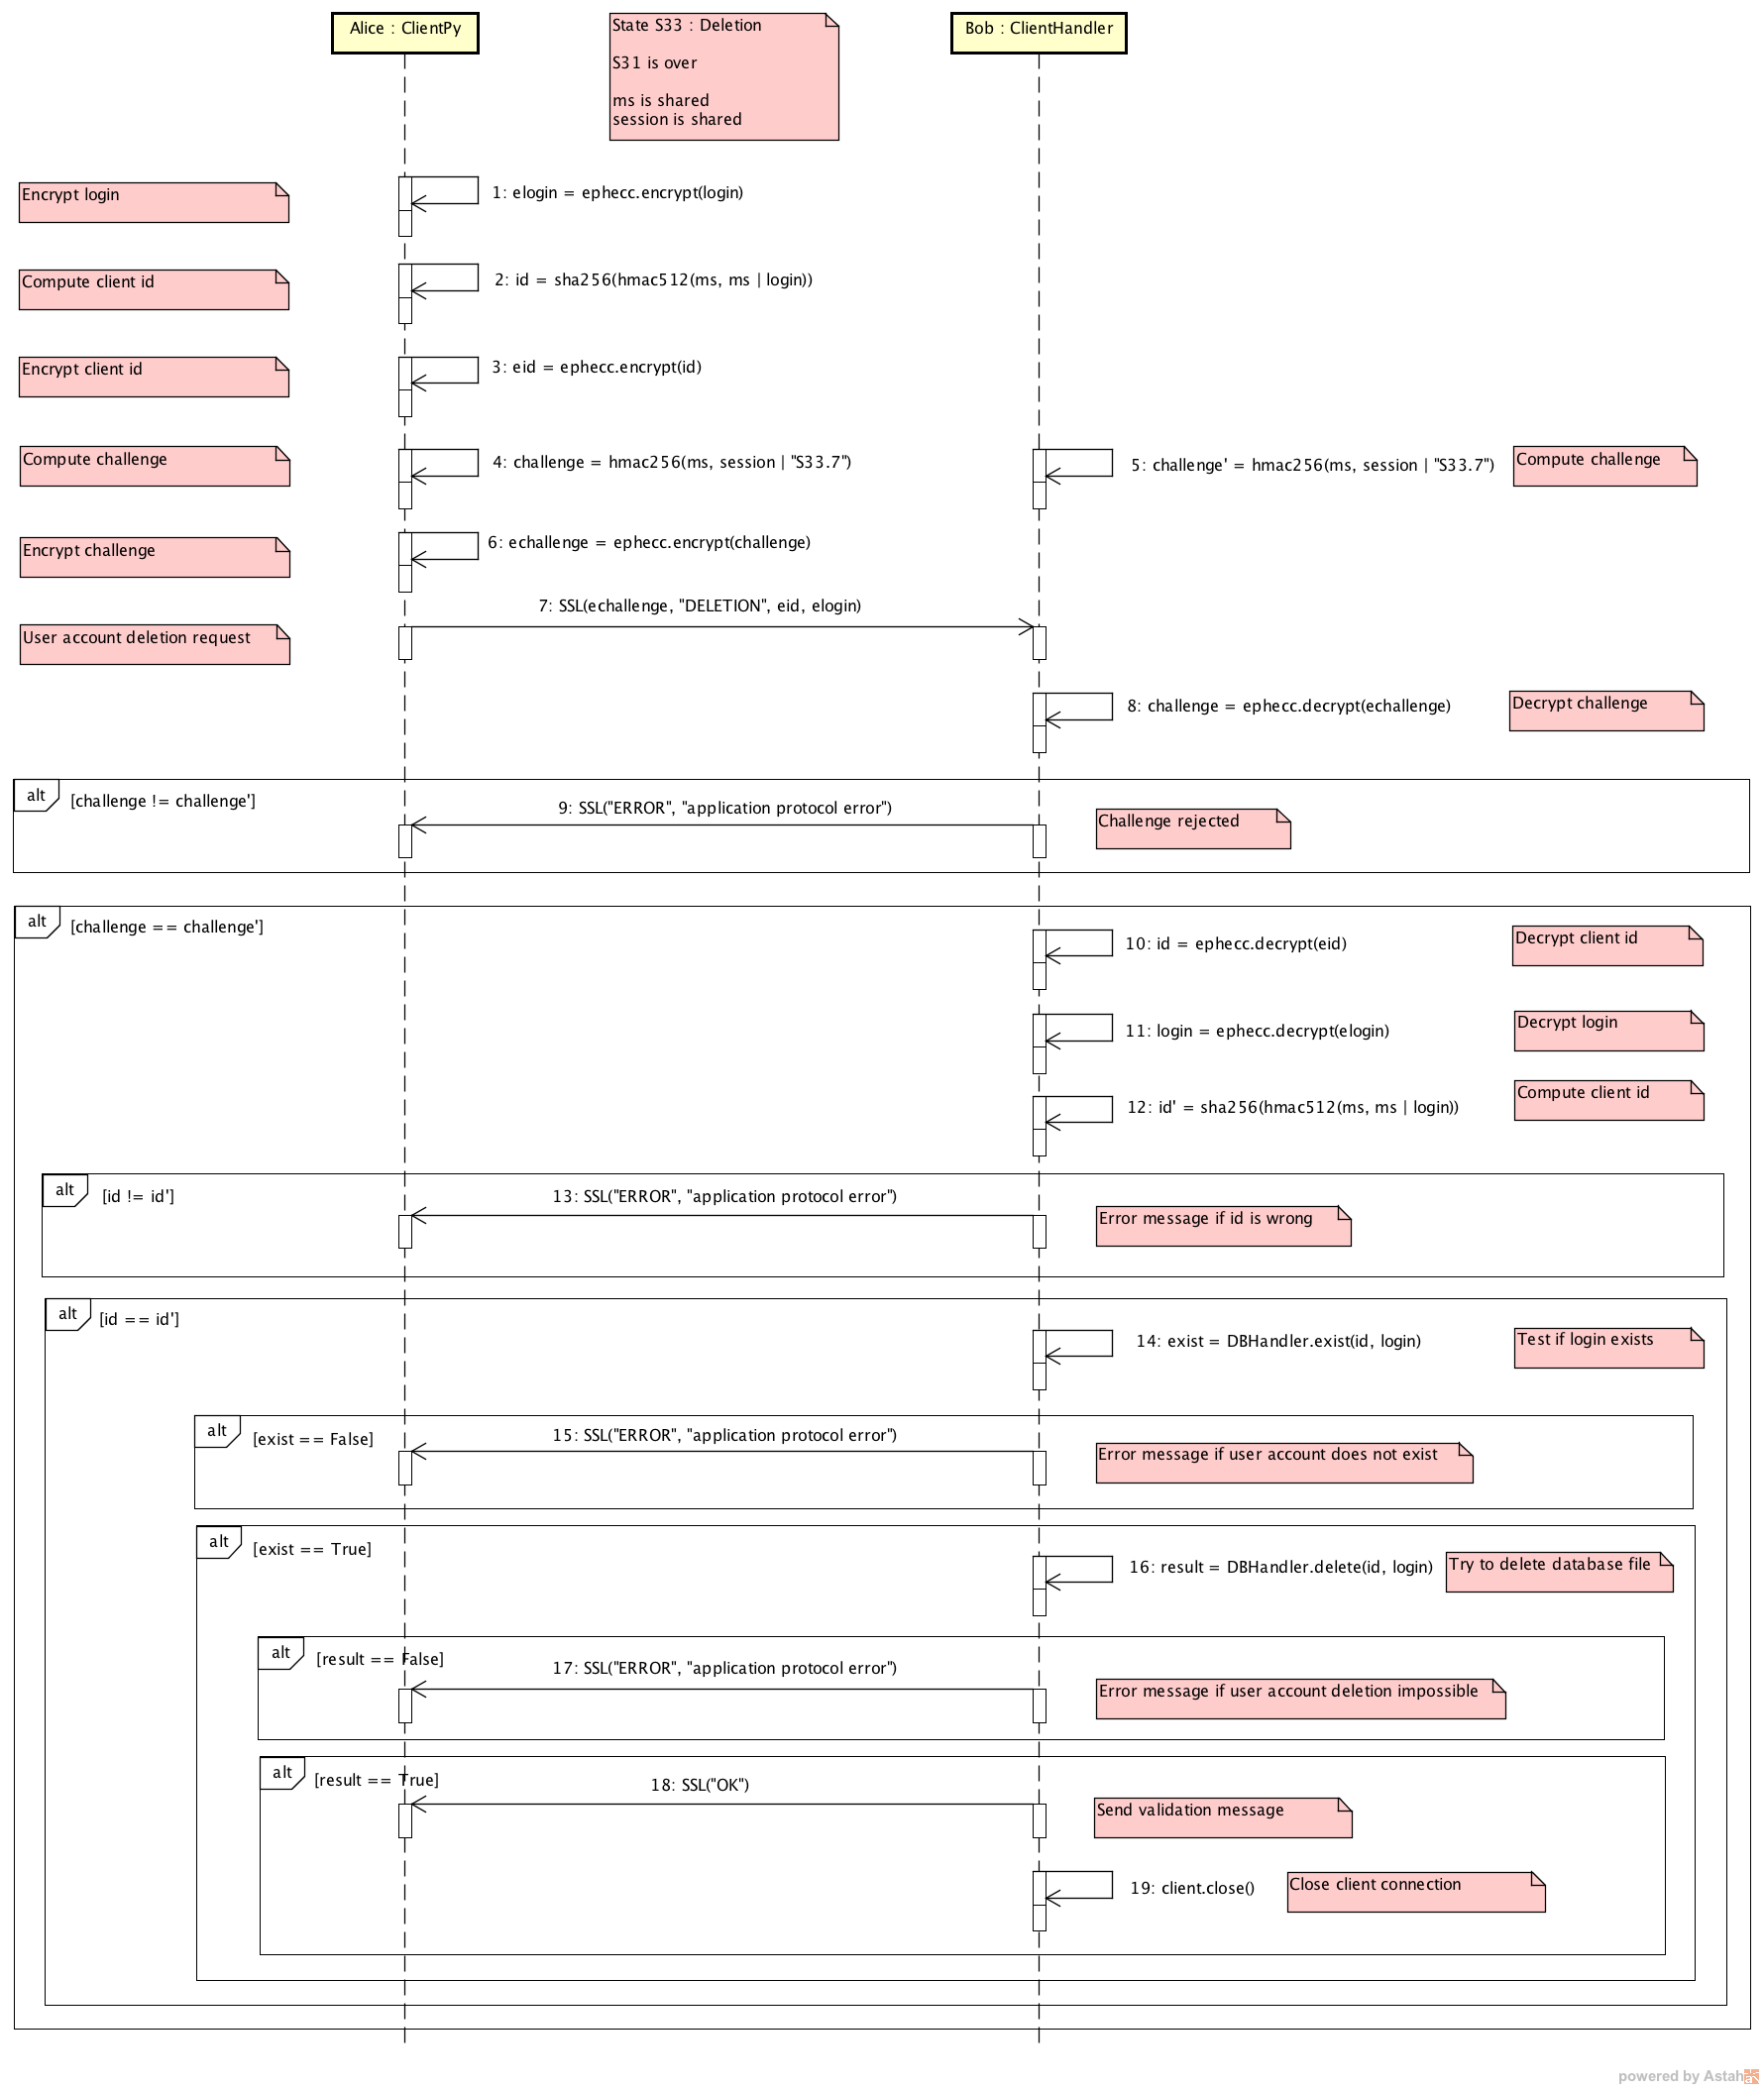 Alice : ClientPy
State S33 : Deletion
S31 is over
ms is shared
session is shared
Bob : ClientHandler
Encrypt login
1: elogin = ephecc.encrypt(login)
Compute client id
2: id = sha256(hmac512(ms, ms | login))
Encrypt client id
3: eid = ephecc.encrypt(id)
Compute challenge
4: challenge = hmac256(ms, session | "S33.7")
5: challenge' = hmac256(ms, session | "S33.7")
Compute challenge
Encrypt challenge
6: echallenge = ephecc.encrypt(challenge)
7: SSL(echallenge, "DELETION", eid, elogin)
User account deletion request
8: challenge = ephecc.decrypt(echallenge)
Decrypt challenge
alt
[challenge != challenge']
9: SSL("ERROR", "application protocol error")
Challenge rejected
alt
[challenge == challenge']
10: id = ephecc.decrypt(eid)
Decrypt client id
11: login = ephecc.decrypt(elogin)
Decrypt login
12: id' = sha256(hmac512(ms, ms | login))
Compute client id
alt
[id != id']
13: SSL("ERROR", "application protocol error")
Error message if id is wrong
alt
[id == id']
14: exist = DBHandler.exist(id, login)
Test if login exists
alt
[exist == False]
15: SSL("ERROR", "application protocol error")
Error message if user account does not exist
alt
[exist == True]
16: result = DBHandler.delete(id, login)
Try to delete database file
alt
[result == False]
17: SSL("ERROR", "application protocol error")
Error message if user account deletion impossible
alt
[result == True]
18: SSL("OK")
Send validation message
19: client.close()
Close client connection
powered by Astah